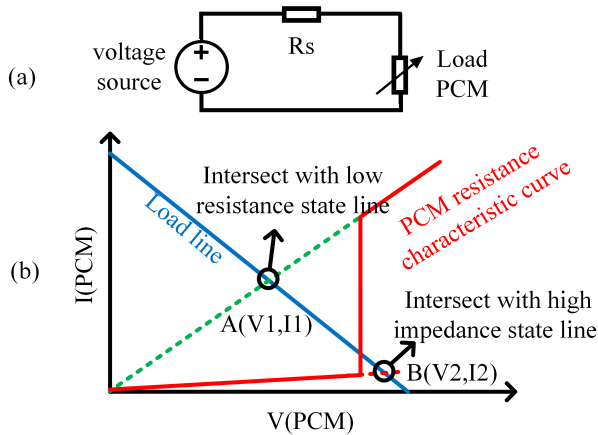 voltage
source
+
−
Rs
Load
PCM
(a)
Intersect with low
resistance state line
Load line
PCM resistance
characteristic curve
(b)
I(PCM)
A(V1,I1)
Intersect with high
impedance state line
B(V2,I2)
V(PCM)